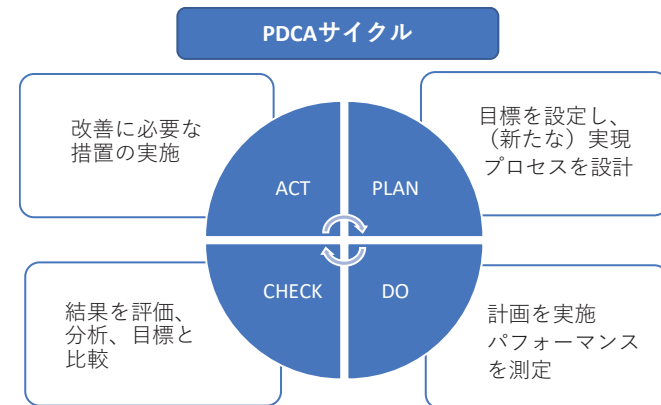 PDCAサイクル
改善に必要な
措置の実施
目標を設定し、
（新たな）実現
プロセスを設計
ACT
PLAN
CHECK
DO
結果を評価、
分析、目標と
比較
計画を実施
パフォーマンス
を測定